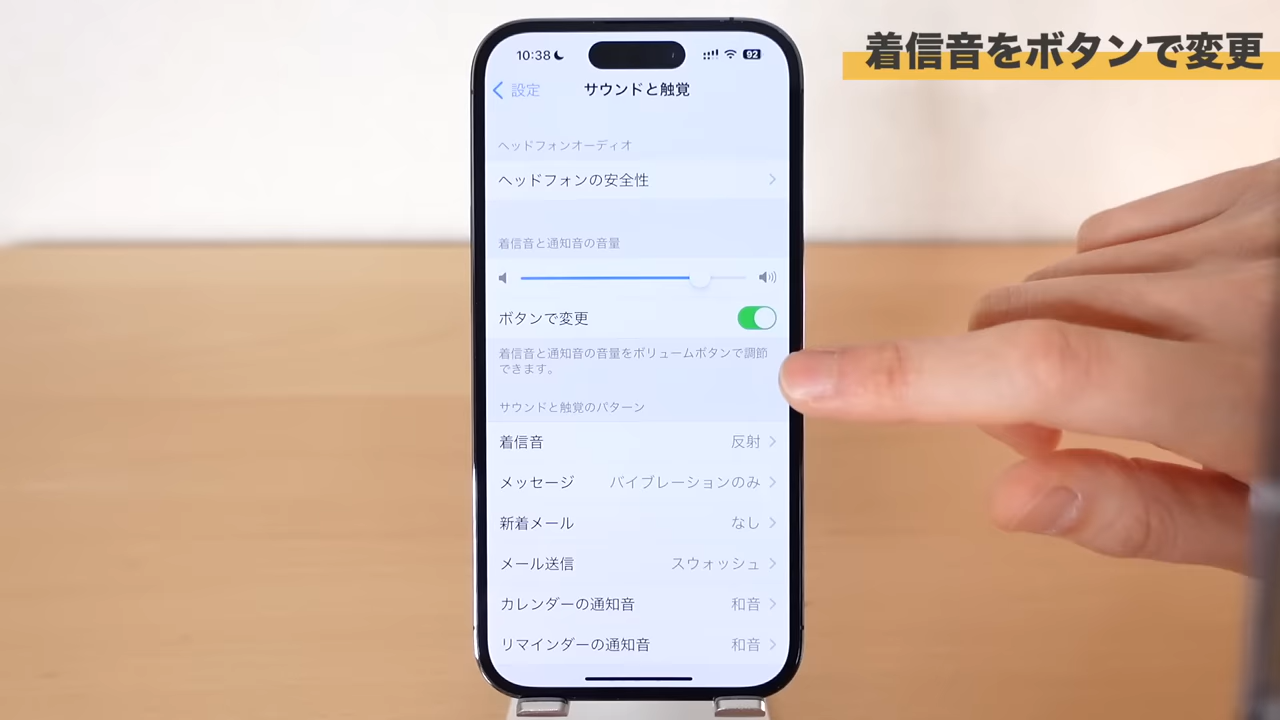 着信音をボタンで変更
10:38
92
設定
サウンドと触覚
ヘッドフォンオーディオ
ヘッドフォンの安全性
着信音と通知音の音量
ボタンで変更
着信音と通知音の音量をボリュームボタンで調節
できます。
サウンドと触覚のパターン
着信音 反射
メッセージ バイブレーションのみ
新着メール なし
メール送信 スウォッシュ
カレンダーの通知音 和音
リマインダーの通知音 和音